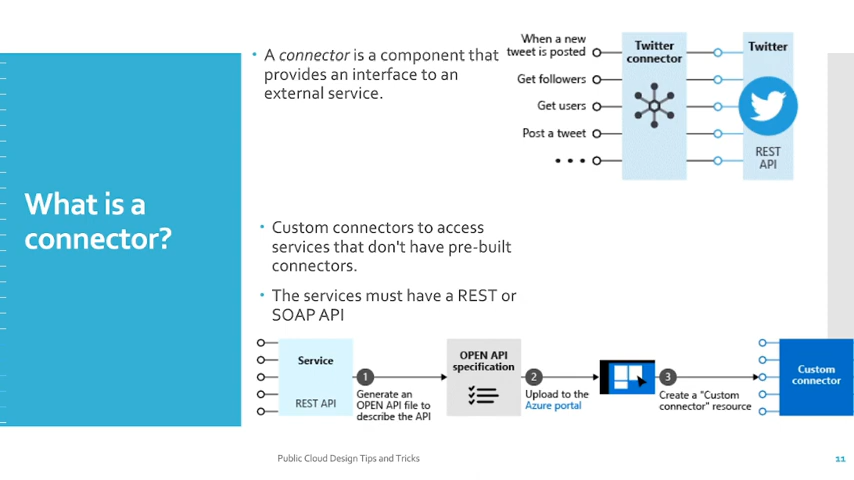 What is a
connector?
• A connector is a component that
provides an interface to an
external service.
When a new
tweet is posted
Get followers
Get users
Post a tweet
• • •
Twitter
connector
Twitter
REST
API
• Custom connectors to access
services that don't have pre-built
connectors.
• The services must have a REST or
SOAP API
Service
REST API
1
Generate an
OPEN API file to
describe the API
OPEN API
specification
2
Upload to the
Azure portal
3
Create a "Custom
connector" resource
Custom
connector
Public Cloud Design Tips and Tricks
11